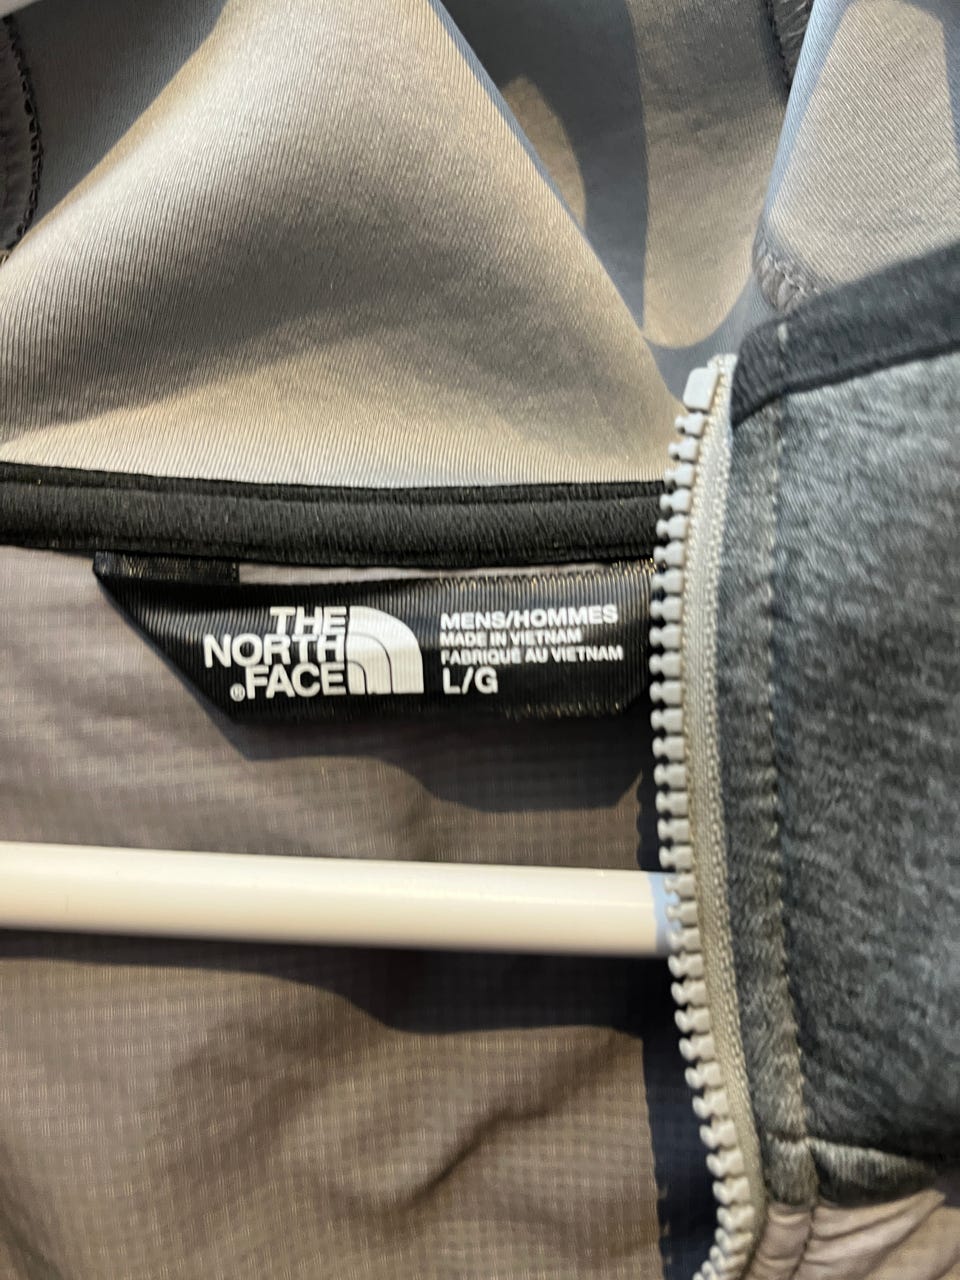 THE
NORTH
®FACE
MENS/HOMMES
MADE IN VIETNAM
FABRIQUÉ AU VIETNAM
L/G